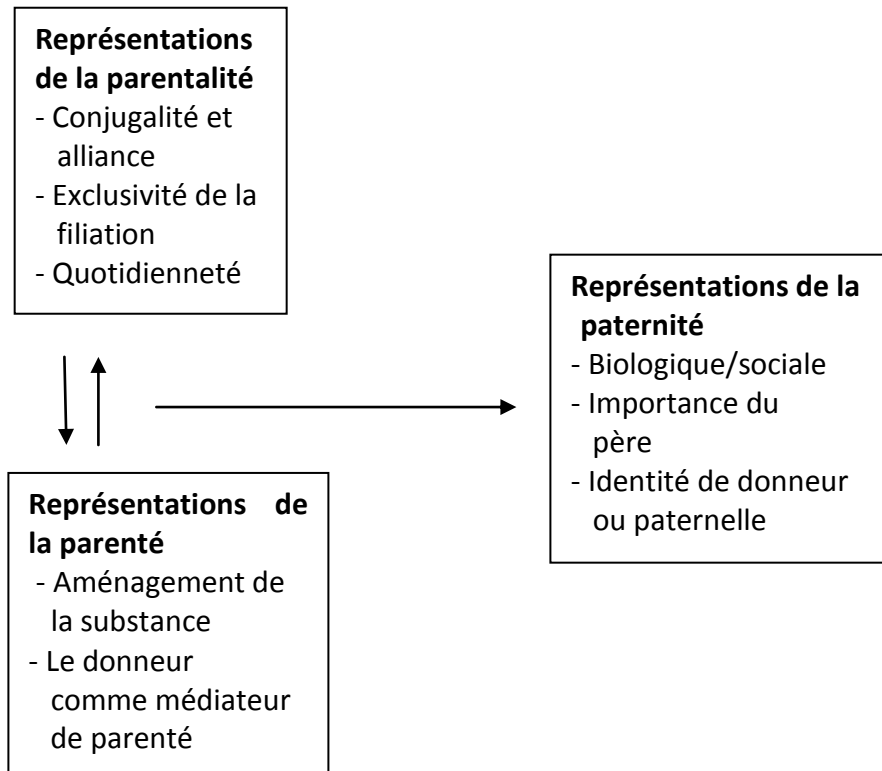 Représentations
de la parentalité
- Conjugalité et
alliance
- Exclusivité de la
filiation
- Quotidienneté
Représentations de la
paternité
- Biologique/sociale
- Importance du
père
- Identité de donneur
ou paternelle
Représentations de
la parenté
- Aménagement de
la substance
- Le donneur
comme médiateur
de parenté